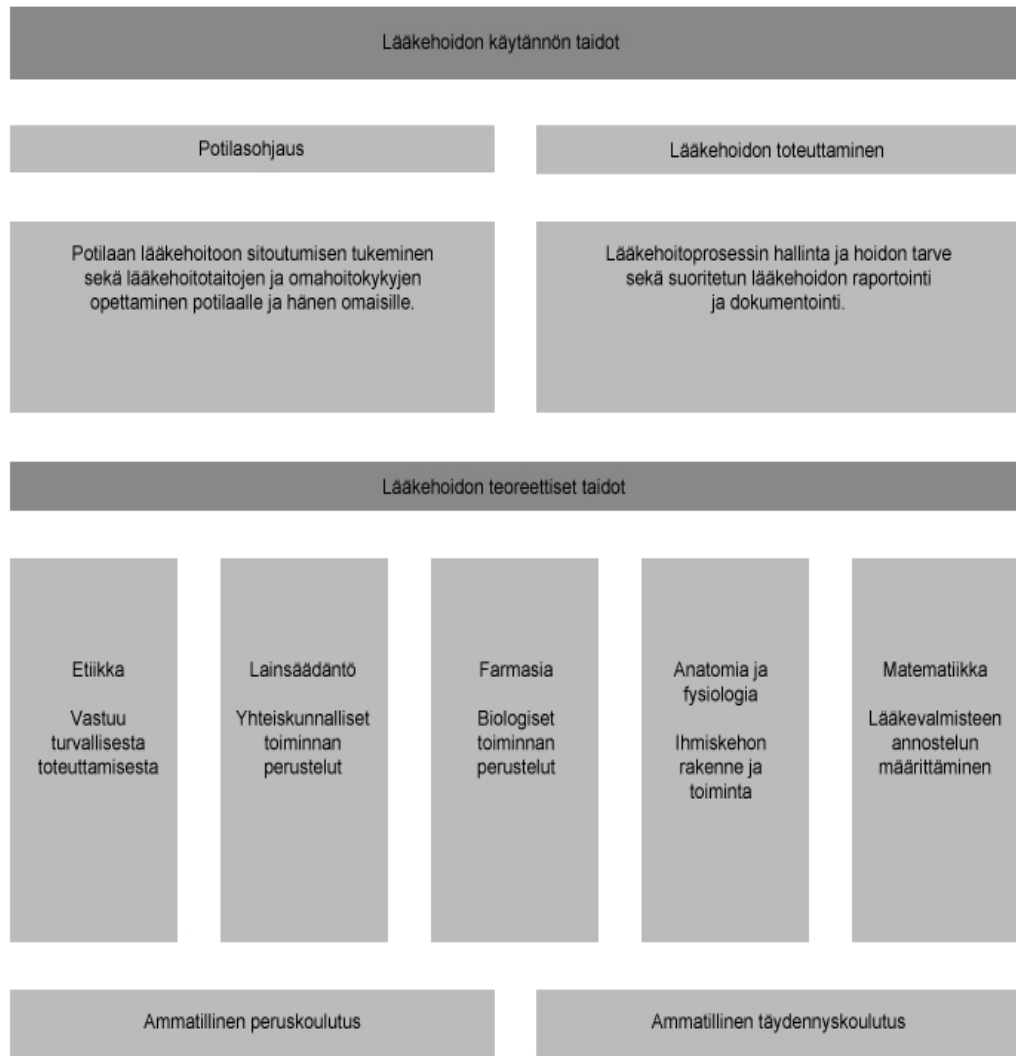 Lääkehoidon käytännön taidot
Potilasohjaus
Lääkehoidon toteuttaminen
Potilaan lääkehoitoon sitoutumisen tukeminen
sekä lääkehoitotaitojen ja omahoitokykyjen
opettaminen potilaalle ja hänen omaisille.
Lääkehoitoprosessin hallinta ja hoidon tarve
sekä suoritetun lääkehoidon raportointi
ja dokumentointi.
Lääkehoidon teoreettiset taidot
Etiikka
Vastuu
turvallisesta
toteuttamisesta
Lainsäädäntö
Yhteiskunnalliset
toiminnan
perustelut
Farmasia
Biologiset
toiminnan
perustelut
Anatomia ja
fysiologia
Ihmiskehon
rakenne ja
toiminta
Matematiikka
Lääkevalmisteen
annostelun
määrittäminen
Ammatillinen peruskoulutus
Ammatillinen täydennyskoulutus